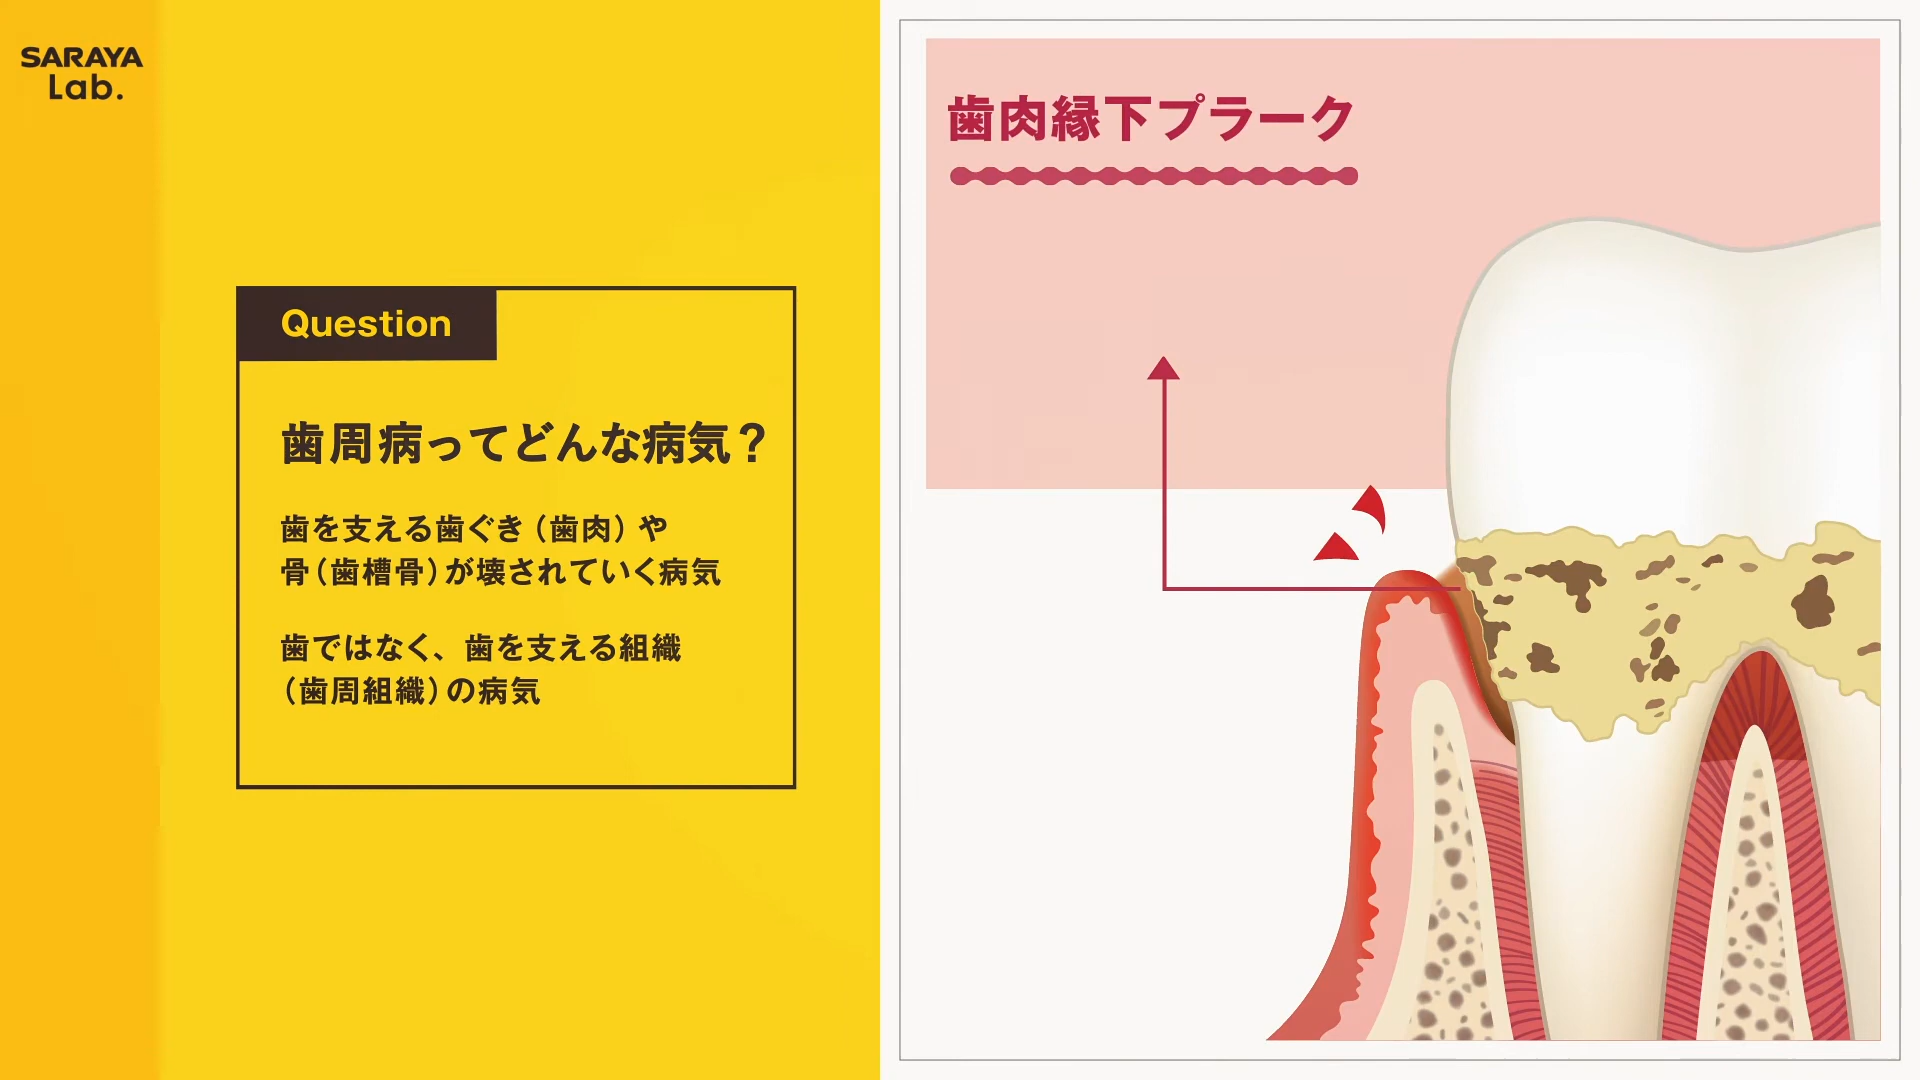 SARAYA
Lab.
Question
歯周病ってどんな病気？
歯を支える歯ぐき（歯肉）や
骨（歯槽骨）が壊されていく病気
歯ではなく、歯を支える組織
（歯周組織）の病気
歯肉縁下プラーク